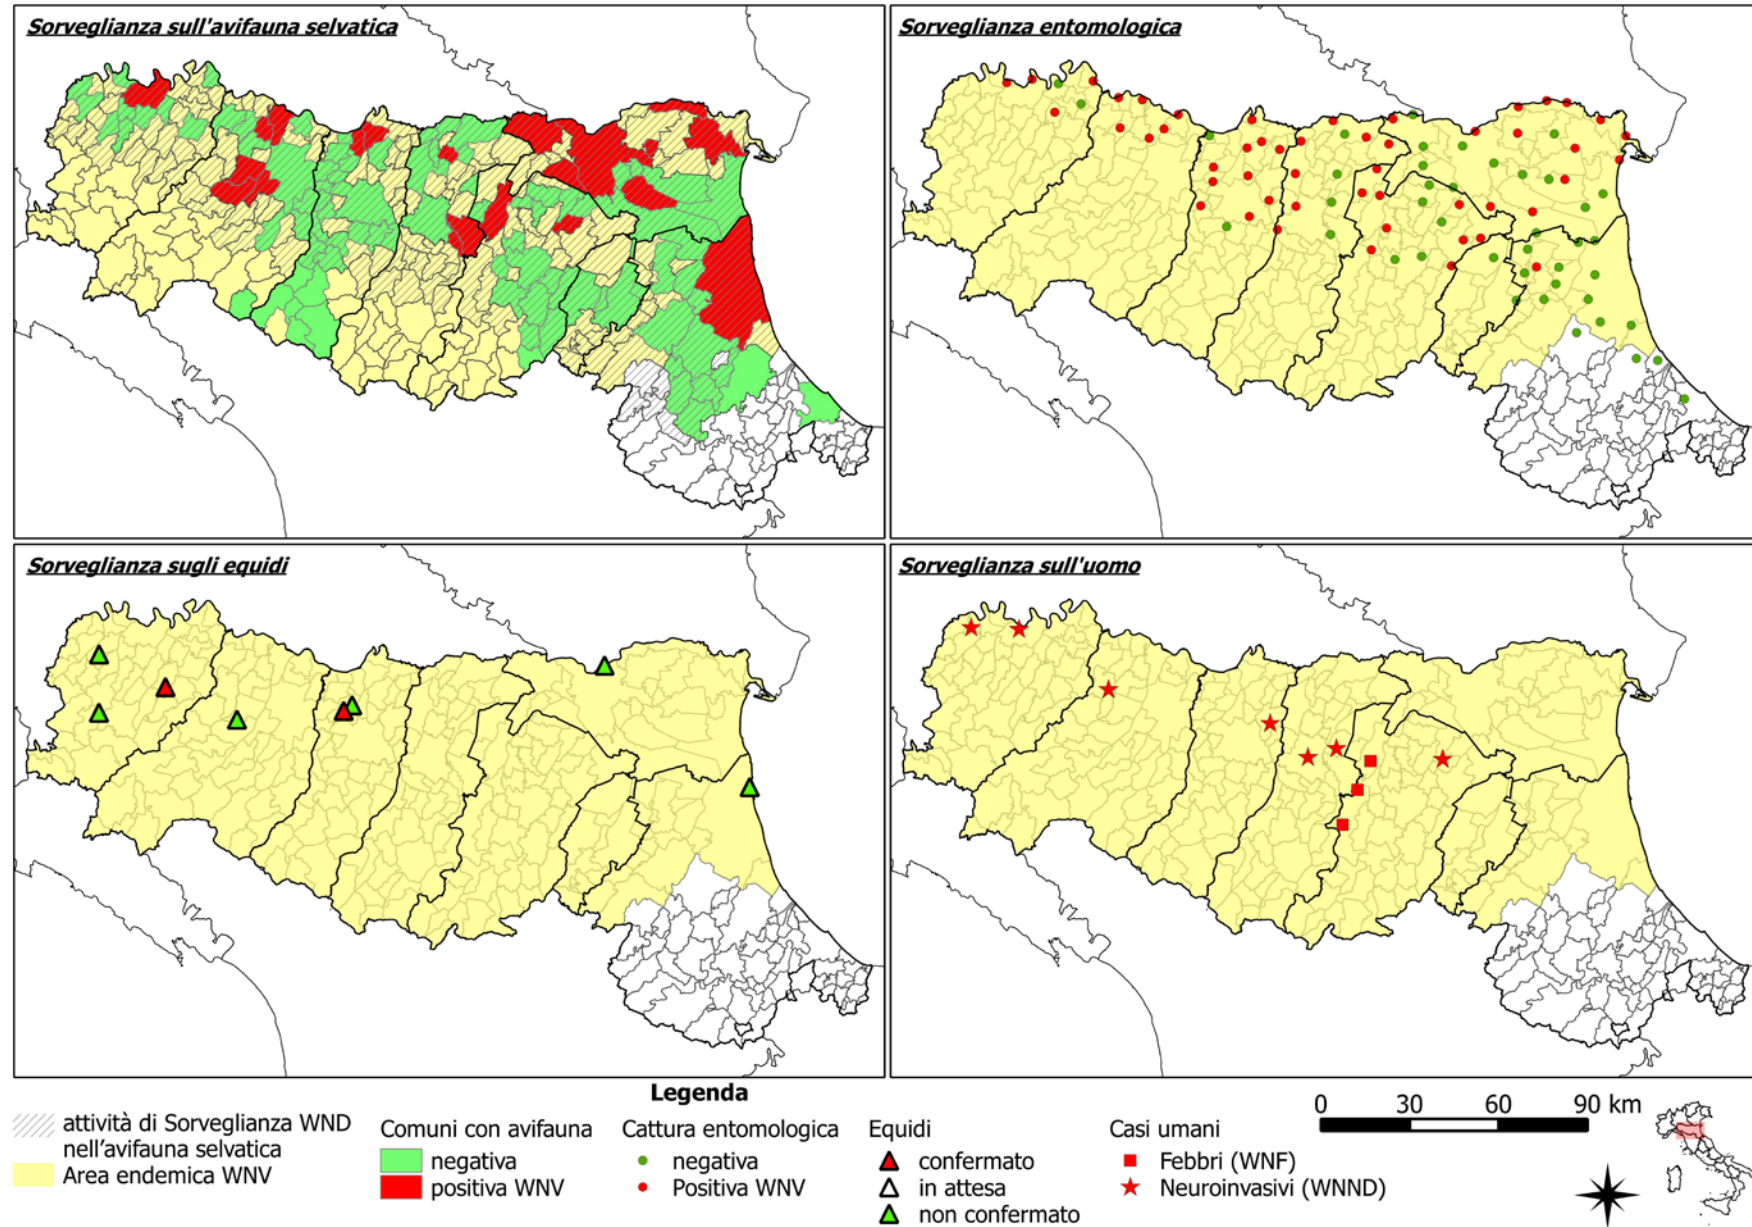 Sorveglianza sull'avifauna selvatica
Sorveglianza entomologica
Sorveglianza sugli equidi
Sorveglianza sull'uomo
Legenda
attività di Sorveglianza WND
nell'avifauna selvatica
Area endemica WNV
Comuni con avifauna
negativa
positiva WNV
Cattura entomologica
negativa
Positiva WNV
Equidi
confermato
in attesa
non confermato
Casi umani
Febbri (WNF)
Neuroinvasivi (WNND)
0 30 60 90 km